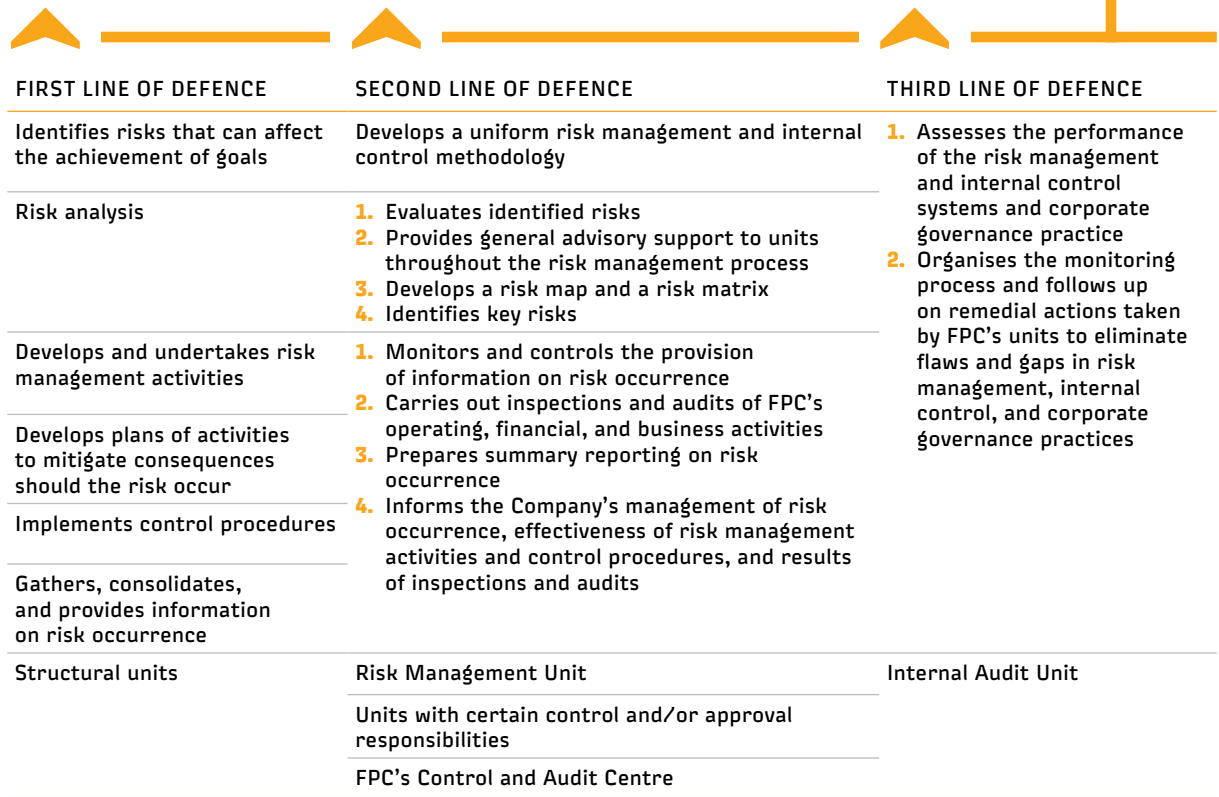 FIRST LINE OF DEFENCE
Identifies risks that can affect
the achievement of goals
Risk analysis
Develops and undertakes risk
management activities
Develops plans of activities
to mitigate consequences
should the risk occur
Implements control procedures
Gathers, consolidates,
and provides information
on risk occurrence
Structural units
SECOND LINE OF DEFENCE
Develops a uniform risk management and internal
control methodology
1. Evaluates identified risks
2. Provides general advisory support to units
throughout the risk management process
3. Develops a risk map and a risk matrix
4. Identifies key risks
1. Monitors and controls the provision
of information on risk occurrence
2. Carries out inspections and audits of FPC's
operating, financial, and business activities
3. Prepares summary reporting on risk
occurrence
4. Informs the Company's management of risk
occurrence, effectiveness of risk management
activities and control procedures, and results
of inspections and audits
Risk Management Unit
Units with certain control and/or approval
responsibilities
FPC's Control and Audit Centre
THIRD LINE OF DEFENCE
1. Assesses the performance
of the risk management
and internal control
systems and corporate
governance practice
2. Organises the monitoring
process and follows up
on remedial actions taken
by FPC's units to eliminate
flaws and gaps in risk
management, internal
control, and corporate
governance practices
Internal Audit Unit